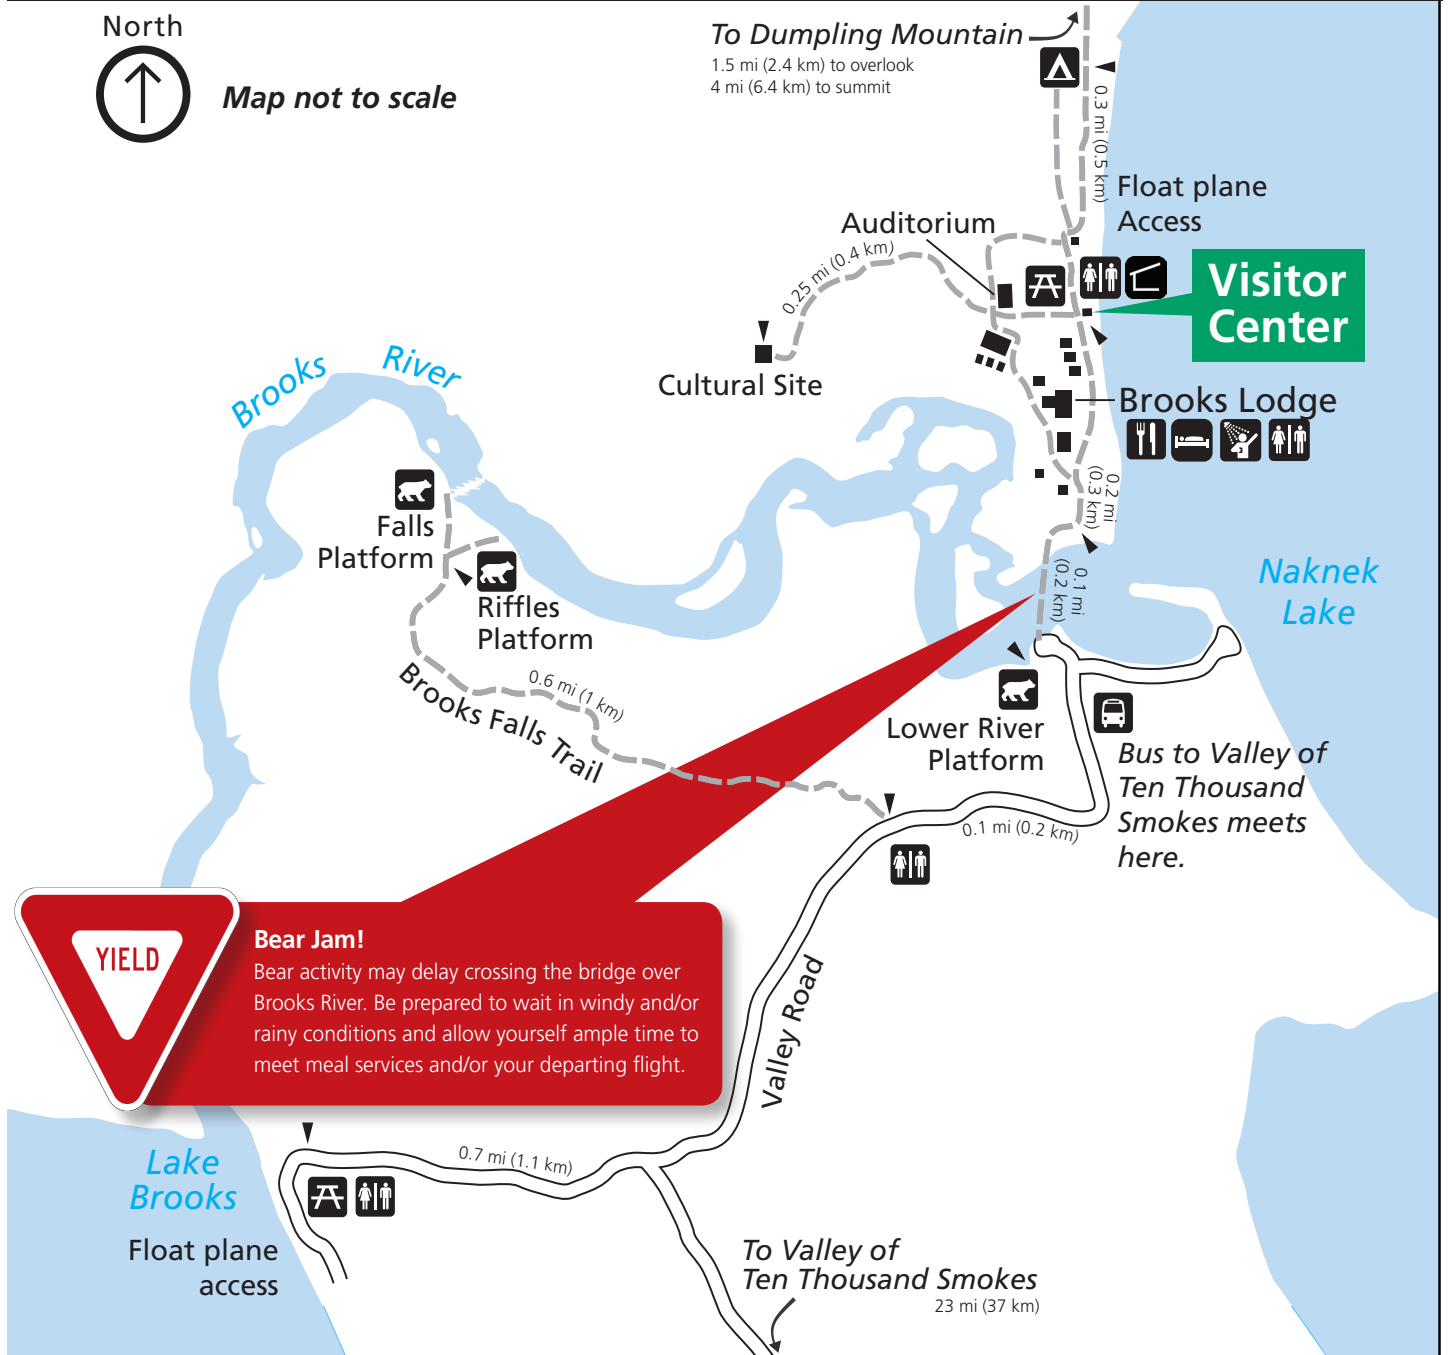 North
Map not to scale
To Dumpling Mountain
1.5 mi (2.4 km) to overlook
4 mi (6.4 km) to summit
0.3 mi (0.5 km)
Float plane
Access
Auditorium
0.25 mi (0.4 km)
Visitor
Center
Cultural Site
Brooks River
Brooks Lodge
0.2 mi
(0.3 km)
Falls
Platform
0.1 mi
(0.2 km)
Naknek
Lake
Riffles
Platform
Brooks Falls Trail
0.6 mi (1 km)
Lower River
Platform
Bus to Valley of
Ten Thousand
Smokes meets
here.
0.1 mi (0.2 km)
YIELD
Bear Jam!
Bear activity may delay crossing the bridge over
Brooks River. Be prepared to wait in windy and/or
rainy conditions and allow yourself ample time to
meet meal services and/or your departing flight.
Valley Road
0.7 mi (1.1 km)
Lake
Brooks
Float plane
access
To Valley of
Ten Thousand Smokes
23 mi (37 km)